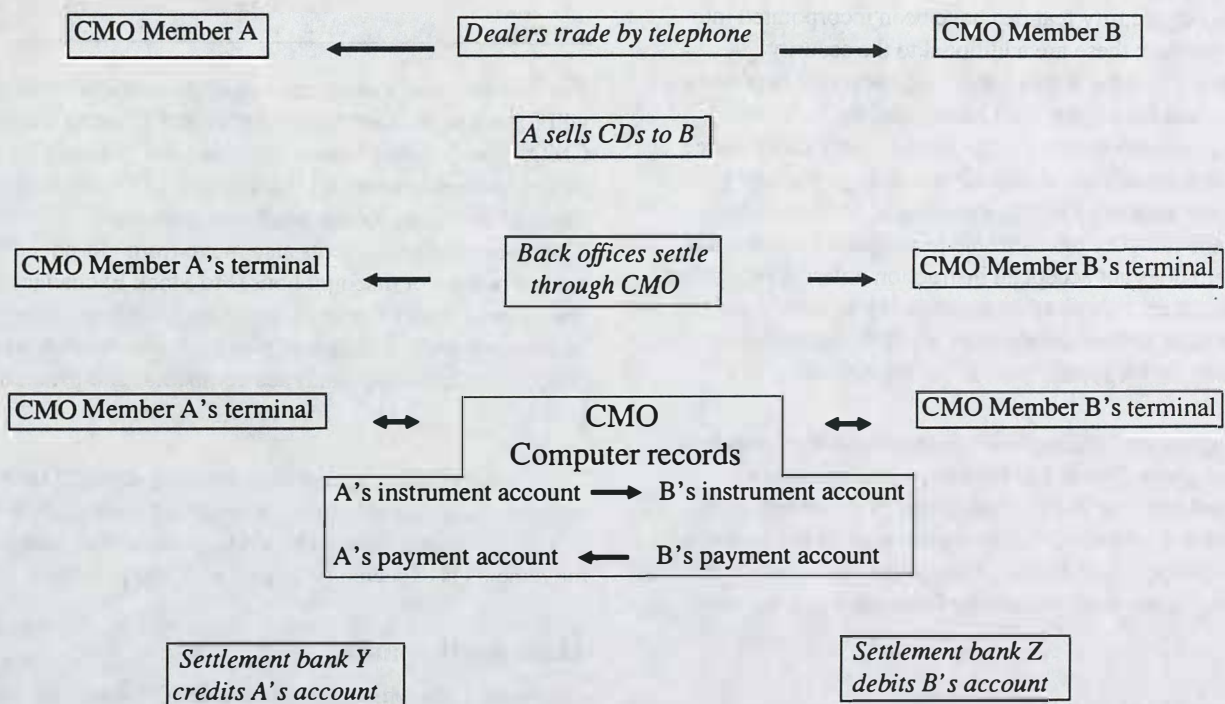 CMO Member A
Dealers trade by telephone
CMO Member B
A sells CDs to B
CMO Member A's terminal
Back offices settle
through CMO
CMO Member B's terminal
CMO Member A's terminal
CMO
Computer records
CMO Member B's terminal
A's instrument account
B's instrument account
A's payment account
B's payment account
Settlement bank Y
credits A's account
Settlement bank Z
debits B's account